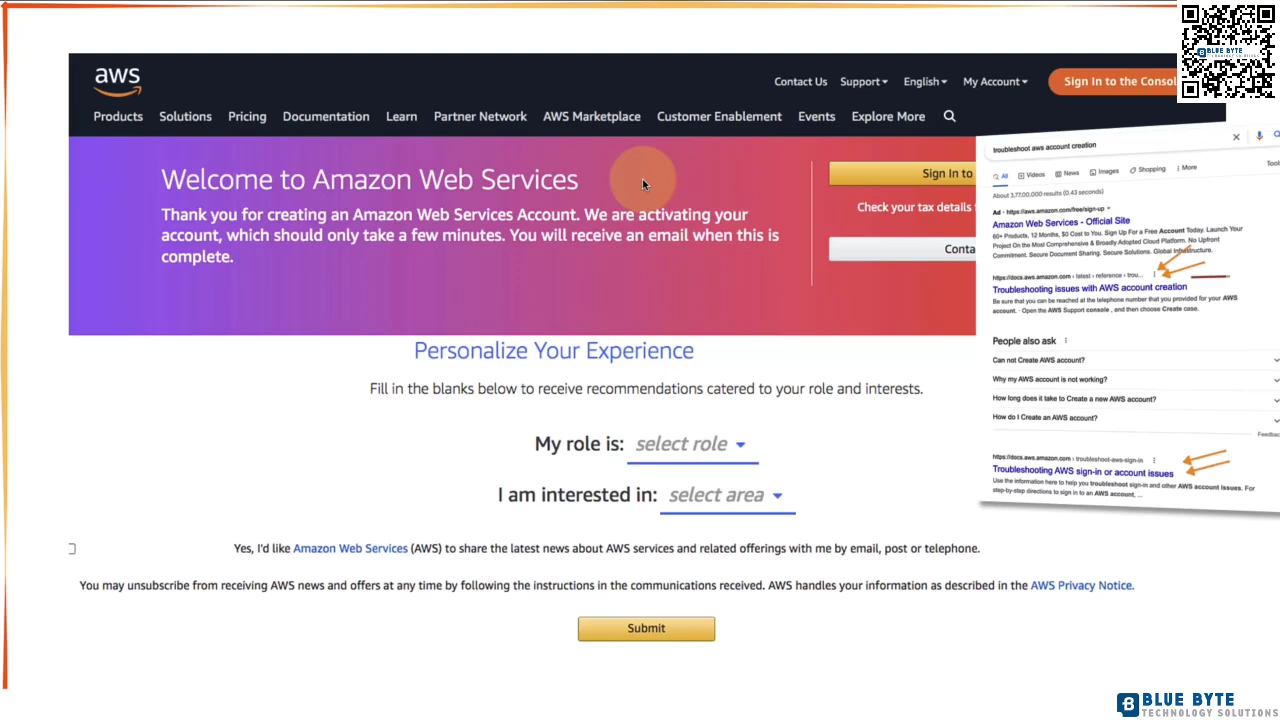 BLUE BYTE
TECHNOLOGY SOLUTIONS
aws
Contact Us Support English My Account Sign In to the Consol
Products Solutions Pricing Documentation Learn Partner Network AWS Marketplace Customer Enablement Events Explore More
Welcome to Amazon Web Services
Thank you for creating an Amazon Web Services Account. We are activating your
account, which should only take a few minutes. You will receive an email when this is
complete.
Sign In to
Check your tax details
Conta
troubleshoot aws account creation
All Videos News Images Shopping More Tools
About 3,77,00,000 results (0.43 seconds)
Ad · https://aws.amazon.com/free/sign-up
Amazon Web Services - Official Site
60+ Products, 12 Months, $0 Cost to You. Sign Up For a Free Account Today. Launch Your
Project On the Most Comprehensive & Broadly Adopted Cloud Platform. No Upfront
Commitment. Secure Document Sharing. Secure Solutions. Global Infrastructure.
https://docs.aws.amazon.com › latest › reference › trou...
Troubleshooting issues with AWS account creation
Be sure that you can be reached at the telephone number that you provided for your AWS
account. · Open the AWS Support console , and then choose Create case.
People also ask
Can not Create AWS account?
Why my AWS account is not working?
How long does it take to Create a new AWS account?
How do I Create an AWS account?
Feedbac
https://docs.aws.amazon.com › troubleshoot-aws-sign-in
Troubleshooting AWS sign-in or account issues
Use the information here to help you troubleshoot sign-in and other AWS account issues. For
step-by-step directions to sign in to an AWS account, ...
Personalize Your Experience
Fill in the blanks below to receive recommendations catered to your role and interests.
My role is: select role
I am interested in: select area
Yes, I'd like Amazon Web Services (AWS) to share the latest news about AWS services and related offerings with me by email, post or telephone.
You may unsubscribe from receiving AWS news and offers at any time by following the instructions in the communications received. AWS handles your information as described in the AWS Privacy Notice.
Submit
BLUE BYTE
TECHNOLOGY SOLUTIONS